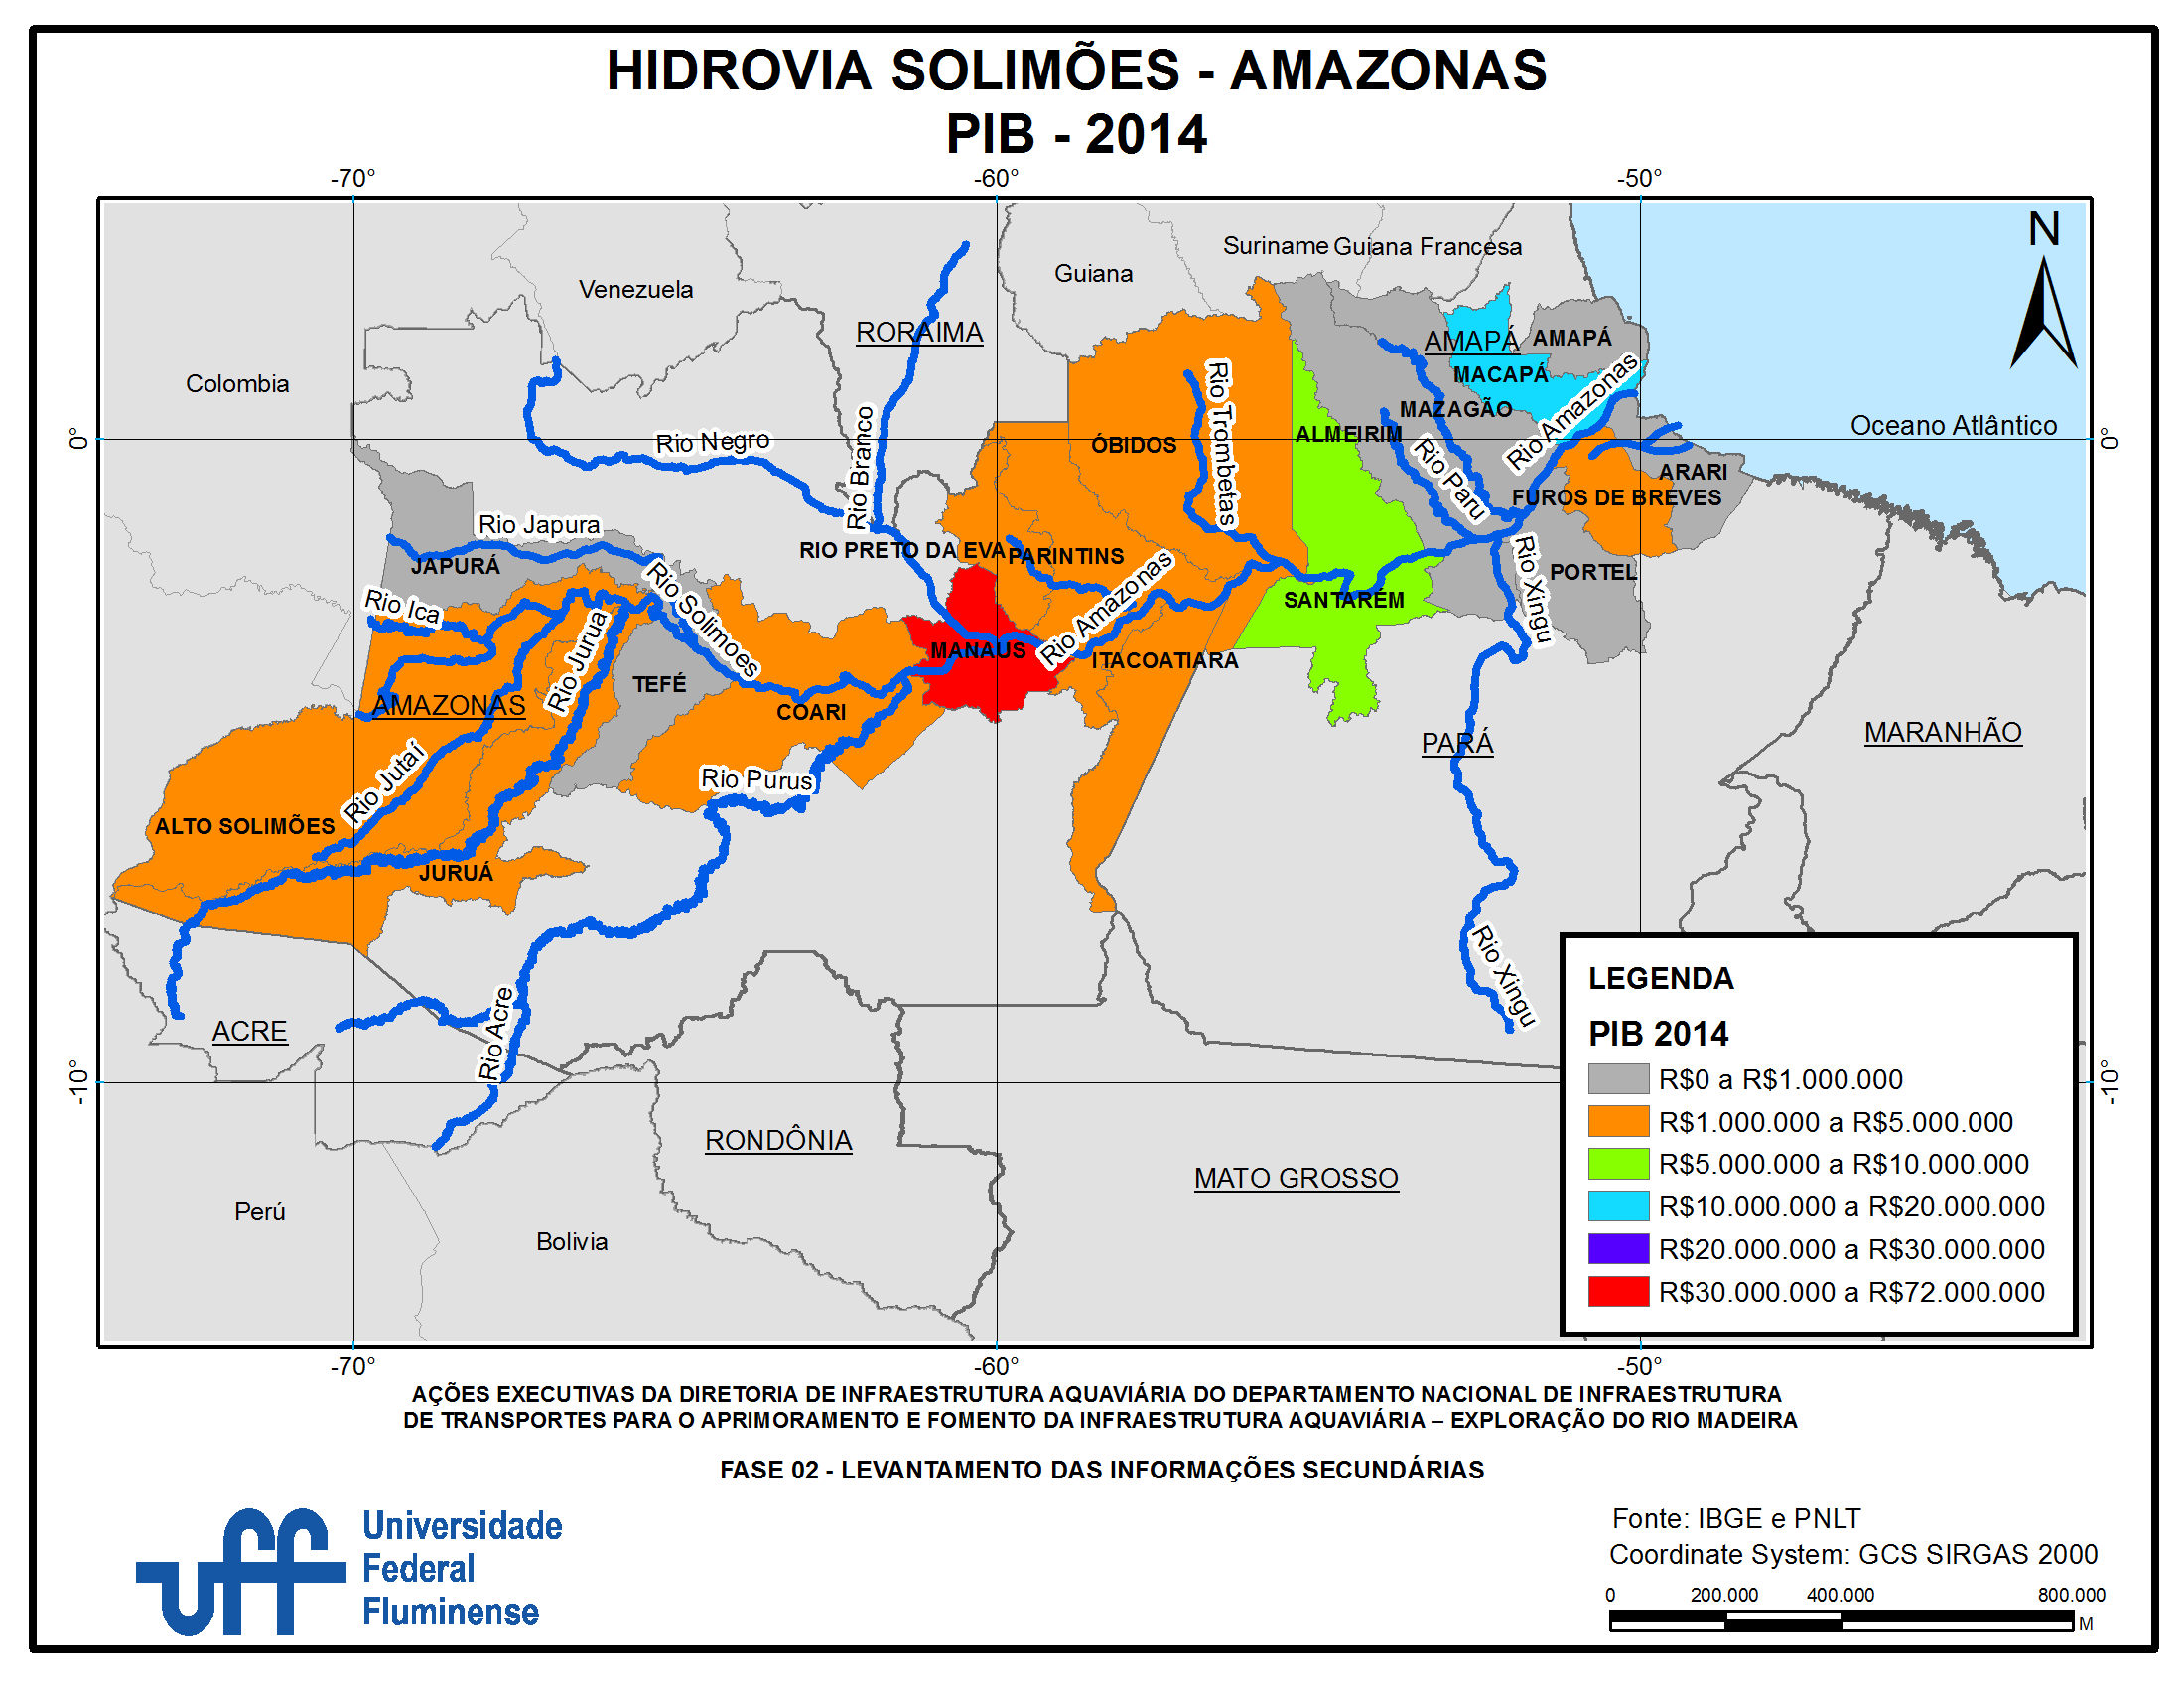 HIDROVIA SOLIMÕES - AMAZONAS
PIB - 2014
-70°
-60°
-50°
N
Suriname
Guiana Francesa
Guiana
Venezuela
RORAIMA
AMAPÁ
AMAPÁ
Colombia
MACAPÁ
MAZAGÃO
Rio Amazonas
Oceano Atlântico
0°
0°
Rio Negro
Rio Branco
Rio Trombetas
ÓBIDOS
ALMEIRIM
Rio Paru
ARARI
FUROS DE BREVES
Rio Japura
JAPURÁ
RIO PRETO DA EVA
PARINTINS
Rio Xingu
PORTEL
Rio Ica
Rio Solimoes
Rio Amazonas
SANTARÉM
Rio Jurua
MANAUS
ITACOATIARA
TEFÉ
AMAZONAS
COARI
PARÁ
MARANHÃO
Rio Jutaí
Rio Purus
ALTO SOLIMÕES
JURUÁ
Rio Xingu
Rio Acre
ACRE
-10°
-10°
RONDÔNIA
MATO GROSSO
Perú
Bolivia
LEGENDA
PIB 2014
R$0 a R$1.000.000
R$1.000.000 a R$5.000.000
R$5.000.000 a R$10.000.000
R$10.000.000 a R$20.000.000
R$20.000.000 a R$30.000.000
R$30.000.000 a R$72.000.000
-70°
-60°
-50°
AÇÕES EXECUTIVAS DA DIRETORIA DE INFRAESTRUTURA AQUAVIÁRIA DO DEPARTAMENTO NACIONAL DE INFRAESTRUTURA
DE TRANSPORTES PARA O APRIMORAMENTO E FOMENTO DA INFRAESTRUTURA AQUAVIÁRIA – EXPLORAÇÃO DO RIO MADEIRA
FASE 02 - LEVANTAMENTO DAS INFORMAÇÕES SECUNDÁRIAS
uff
Universidade
Federal
Fluminense
Fonte: IBGE e PNLT
Coordinate System: GCS SIRGAS 2000
0 200.000 400.000 800.000
M